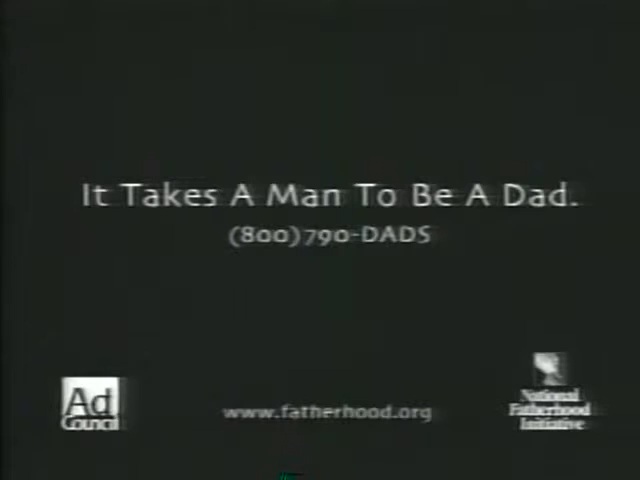 It Takes A Man To Be A Dad.
(800)790-DADS
Ad
Council
www.fatherhood.org
National
Fatherhood
Initiative